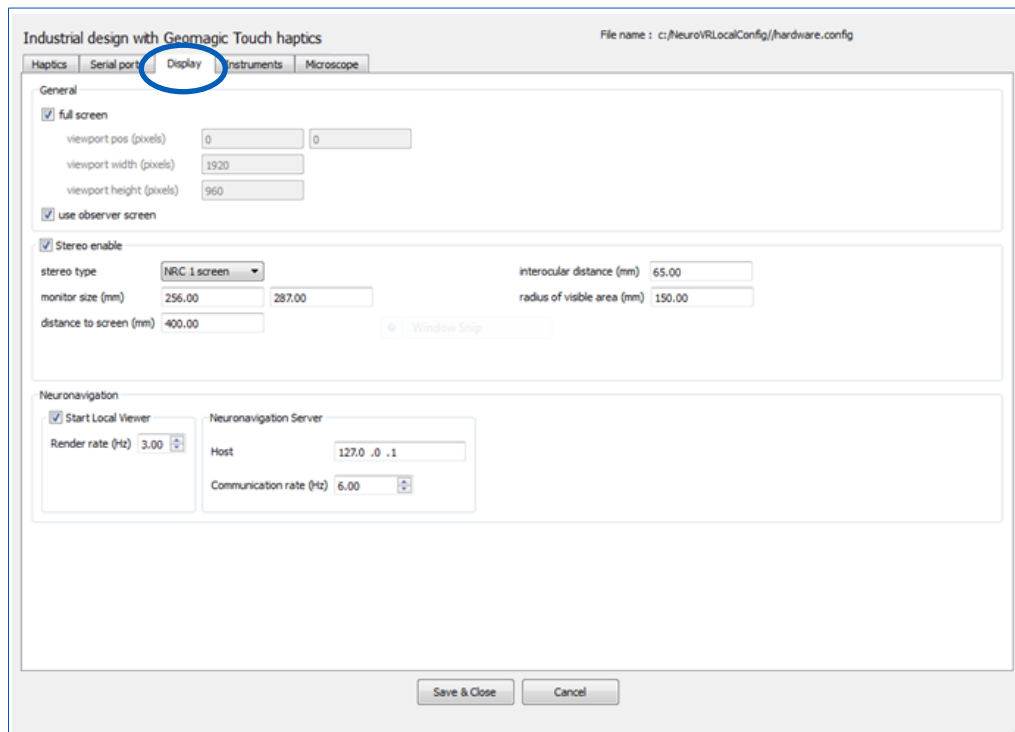 Industrial design with Geomagic Touch haptics
File name : c:/NeuroVRLocalConfig//hardware.config
Haptics Serial port Display Instruments Microscope
General
full screen
viewport pos (pixels) 0 0
viewport width (pixels) 1920
viewport height (pixels) 960
use observer screen
Stereo enable
stereo type NRC 1 screen interocular distance (mm) 65.00
monitor size (mm) 256.00 287.00 radius of visible area (mm) 150.00
distance to screen (mm) 400.00
Window Snip
Neuronavigation
Start Local Viewer Neuronavigation Server
Render rate (Hz) 3.00
Host 127.0 .0 .1
Communication rate (Hz) 6.00
Save & Close Cancel